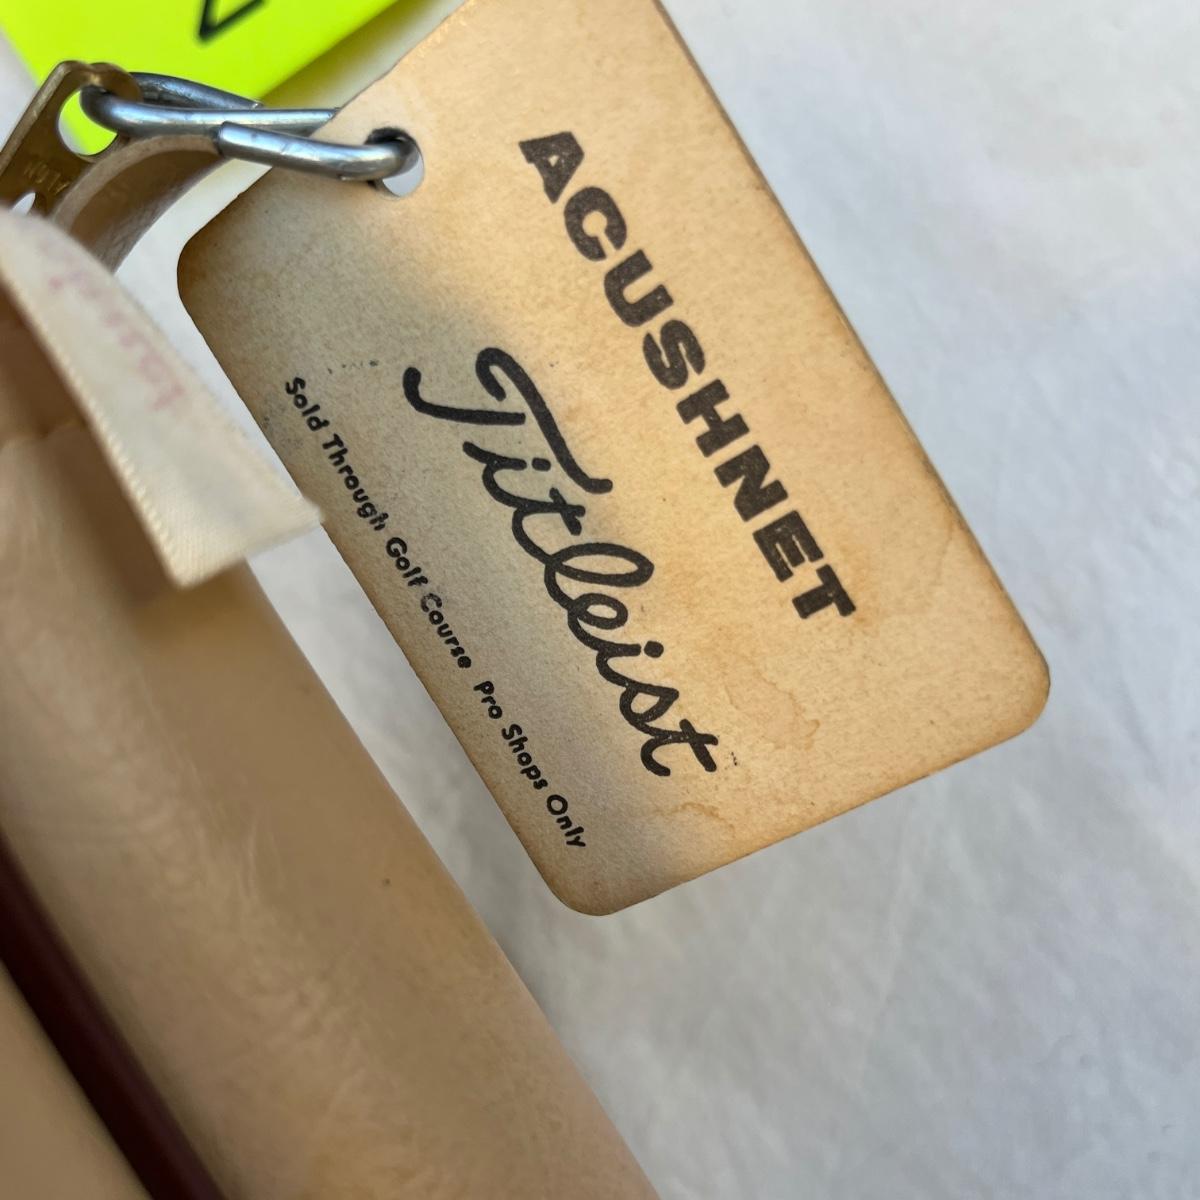 ACUSHNET
Titleist
Sold Through Golf Course Pro Shops Only